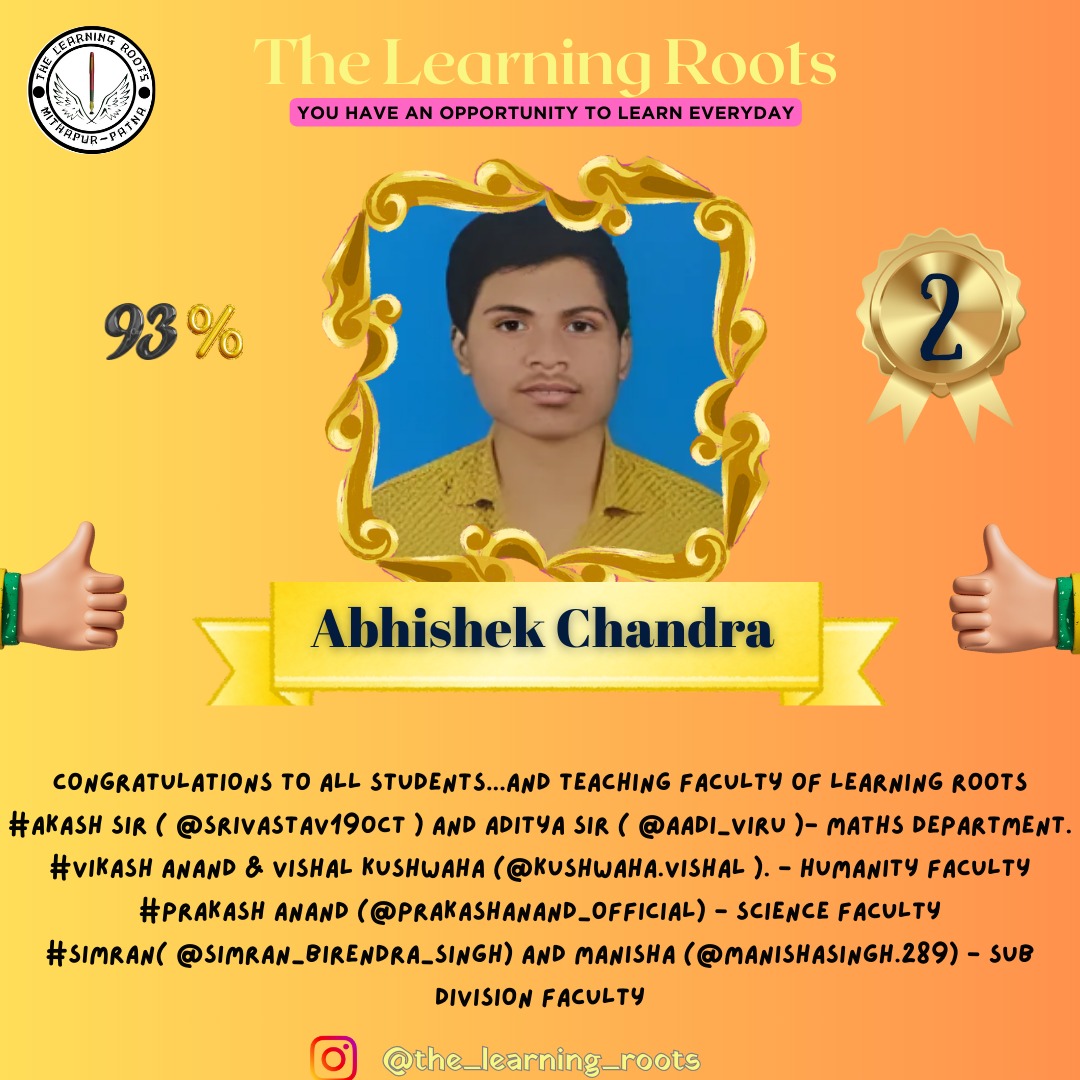 THE LEARNING ROOTS
MITHAPUR-PATNA
The Learning Roots
YOU HAVE AN OPPORTUNITY TO LEARN EVERYDAY
93%
2
Abhishek Chandra
CONGRATULATIONS TO ALL STUDENTS...AND TEACHING FACULTY OF LEARNING ROOTS
#AKASH SIR ( @SRIVASTAV19OCT ) AND ADITYA SIR ( @AADI_VIRU )- MATHS DEPARTMENT.
#VIKASH ANAND & VISHAL KUSHWAHA (@KUSHWAHA.VISHAL ). - HUMANITY FACULTY
#PRAKASH ANAND (@PRAKASHANAND_OFFICIAL) - SCIENCE FACULTY
#SIMRAN( @SIMRAN_BIRENDRA_SINGH) AND MANISHA (@MANISHASINGH.289) - SUB
DIVISION FACULTY
@the_learning_roots